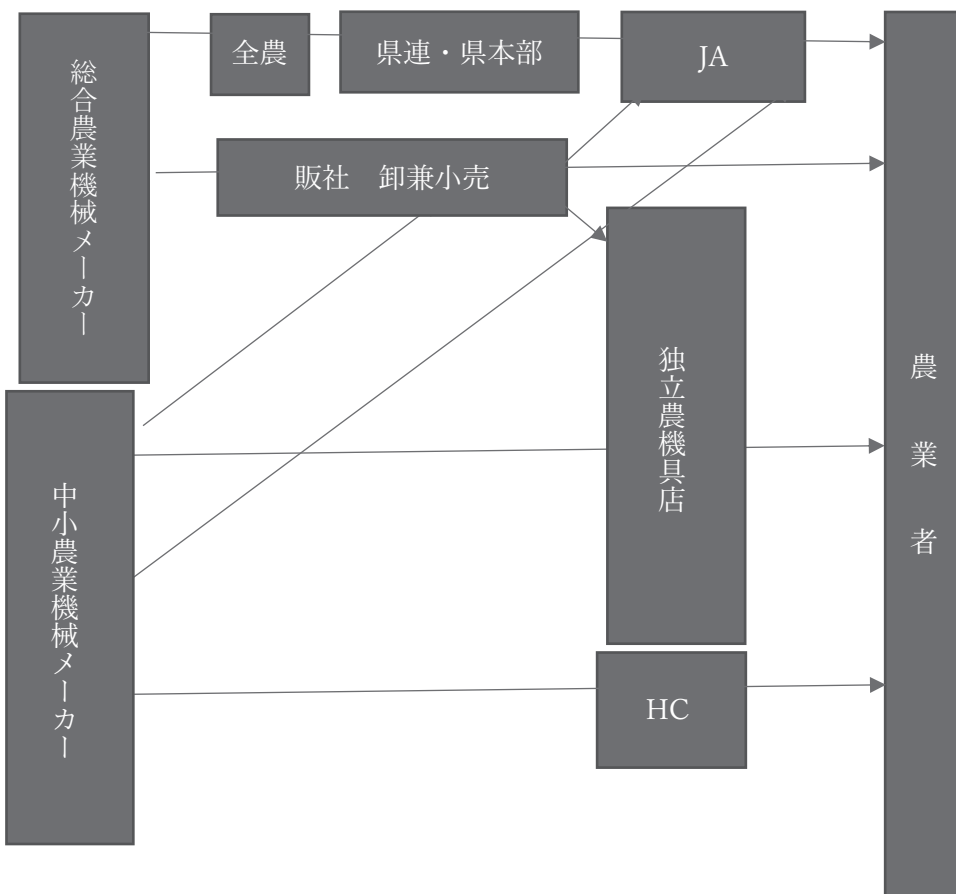 総合農業機械メーカー
全農
県連・県本部
JA
販社　卸兼小売
独立農機具店
農業者
中小農業機械メーカー
HC